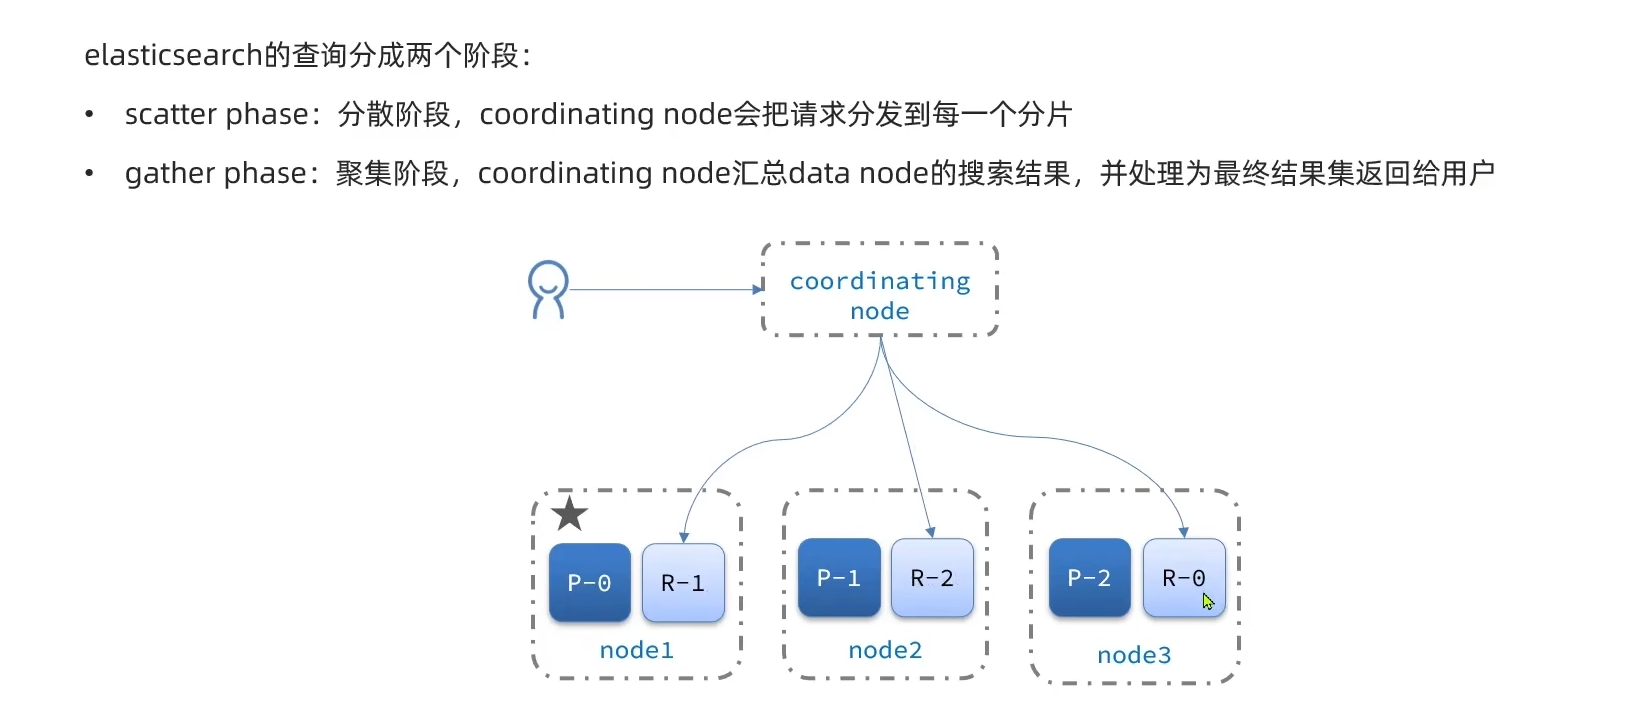 elasticsearch的查询分成两个阶段：
• scatter phase：分散阶段，coordinating node会把请求分发到每一个分片
• gather phase：聚集阶段，coordinating node汇总data node的搜索结果，并处理为最终结果集返回给用户
coordinating
node
P-0 R-1 P-1 R-2 P-2 R-0
node1 node2 node3